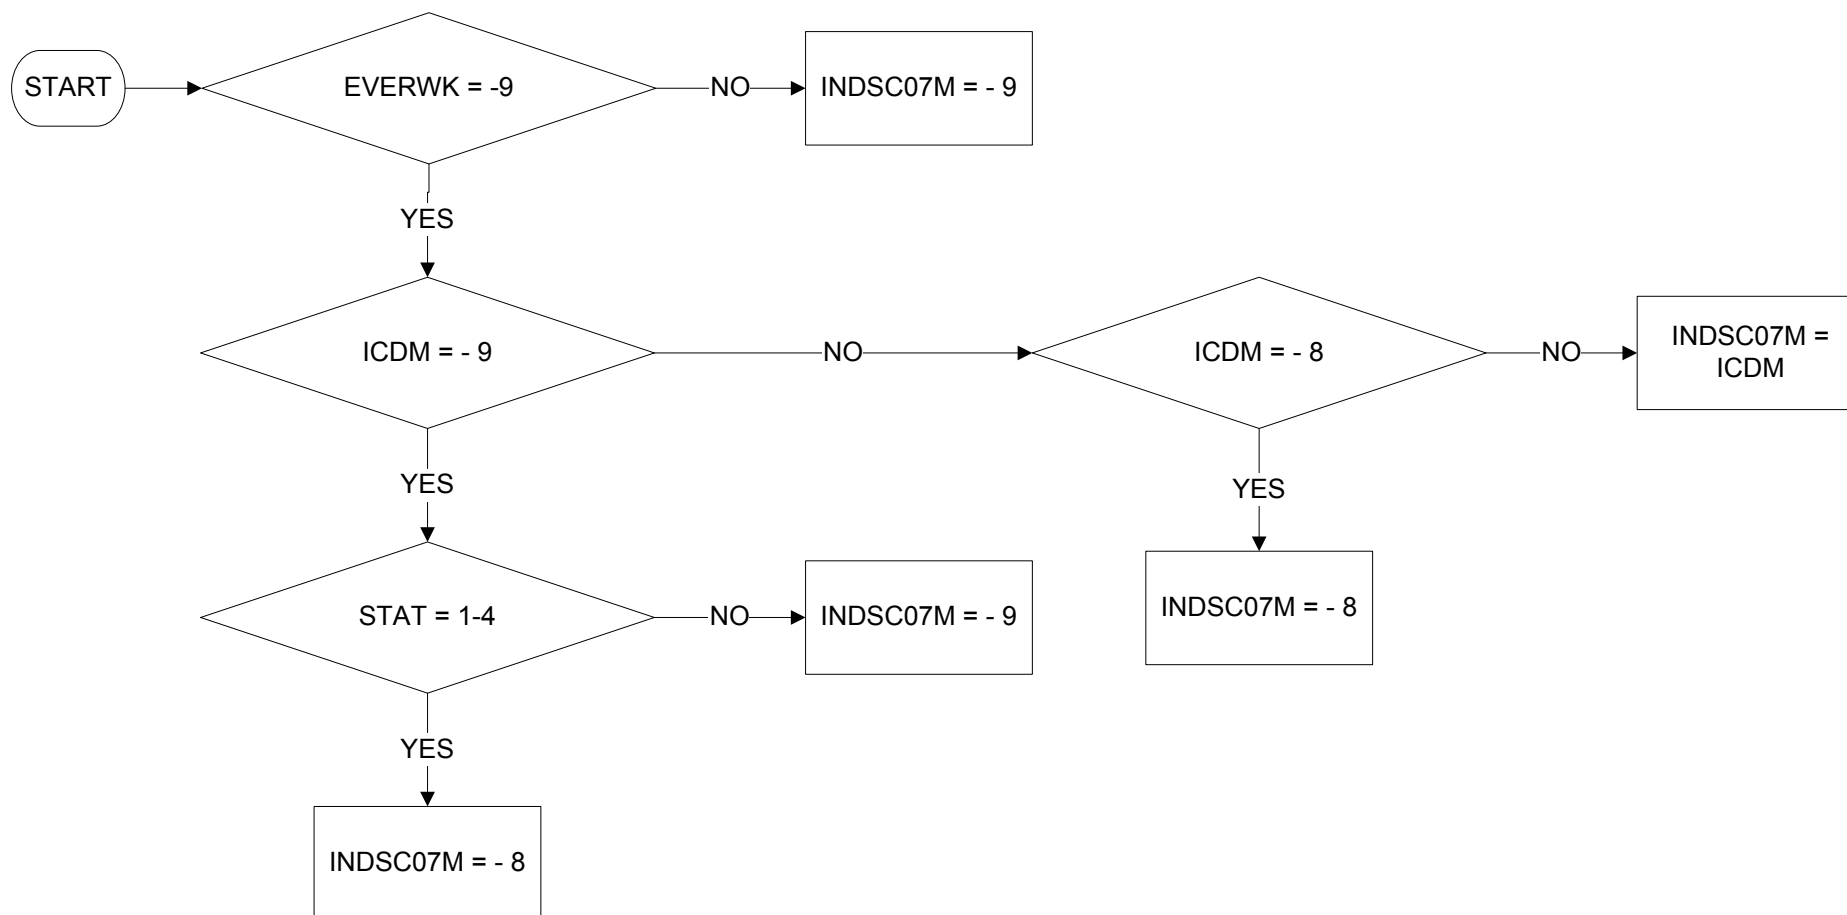 START
EVERWK = -9
NO
INDSC07M = - 9
YES
ICDM = - 9
NO
ICDM = - 8
NO
INDSC07M =
ICDM
YES
YES
STAT = 1-4
NO
INDSC07M = - 9
INDSC07M = - 8
YES
INDSC07M = - 8